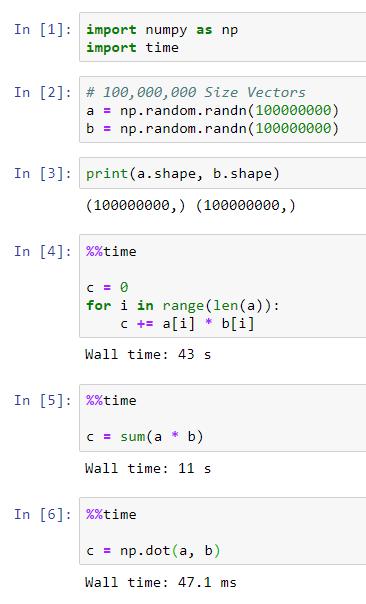 In [1]: import numpy as np
import time
In [2]: # 100,000,000 Size Vectors
a = np.random.randn(100000000)
b = np.random.randn(100000000)
In [3]: print(a.shape, b.shape)
(100000000,) (100000000,)
In [4]: %%time
c = 0
for i in range(len(a)):
    c += a[i] * b[i]
Wall time: 43 s
In [5]: %%time
c = sum(a * b)
Wall time: 11 s
In [6]: %%time
c = np.dot(a, b)
Wall time: 47.1 ms